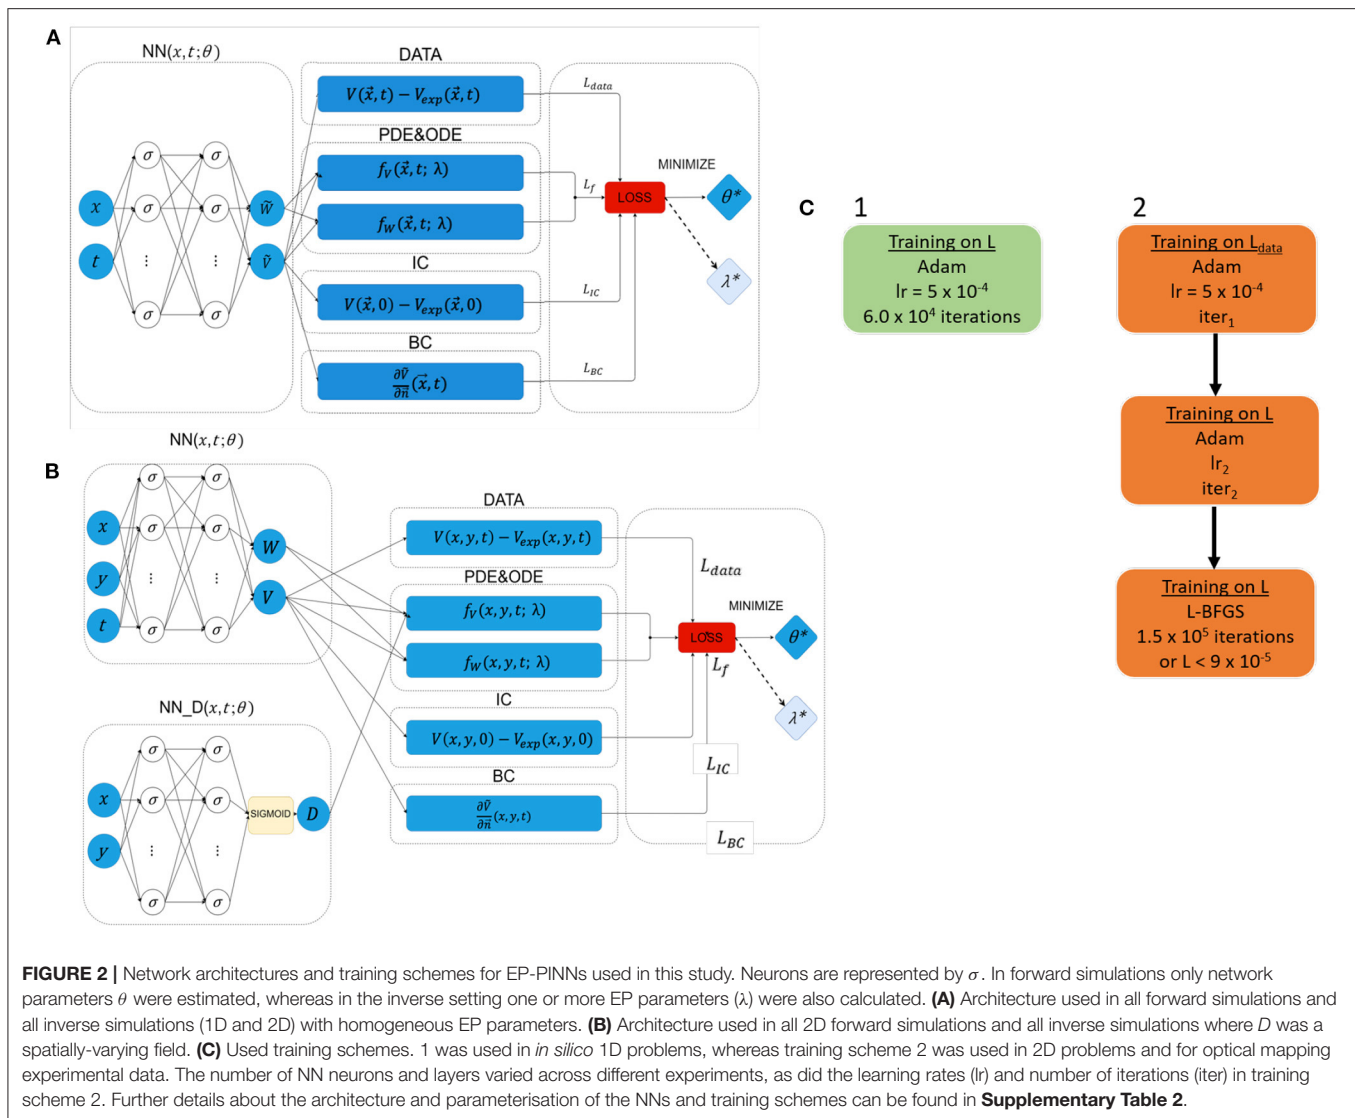 A
NN(x,t;θ)
x
t
σ
σ
σ
σ
⋮
⋮
σ
σ
W̃
Ṽ
DATA
V(x⃗,t) − V_exp(x⃗,t)
PDE&ODE
f_V(x⃗,t; λ)
f_W(x⃗,t; λ)
IC
V(x⃗,0) − V_exp(x⃗,0)
BC
∂Ṽ/∂n⃗ (x⃗,t)
L_data
L_f
L_IC
L_BC
LOSS
MINIMIZE
θ*
λ*
B
NN(x,t;θ)
x
y
t
σ
σ
σ
σ
⋮
⋮
σ
σ
W
V
NN_D(x,t;θ)
x
y
σ
σ
σ
σ
⋮
⋮
σ
σ
SIGMOID
D
DATA
V(x,y,t) − V_exp(x,y,t)
PDE&ODE
f_V(x,y,t; λ)
f_W(x,y,t; λ)
IC
V(x,y,0) − V_exp(x,y,0)
BC
∂Ṽ/∂n⃗ (x,y,t)
L_data
MINIMIZE
LOSS
L_f
L_IC
L_BC
θ*
λ*
C
1
Training on L
Adam
lr = 5 x 10⁻⁴
6.0 x 10⁴ iterations
2
Training on L_data
Adam
lr = 5 x 10⁻⁴
iter₁
Training on L
Adam
lr₂
iter₂
Training on L
L-BFGS
1.5 x 10⁵ iterations
or L < 9 x 10⁻⁵
FIGURE 2 | Network architectures and training schemes for EP-PINNs used in this study. Neurons are represented by σ. In forward simulations only network
parameters θ were estimated, whereas in the inverse setting one or more EP parameters (λ) were also calculated. (A) Architecture used in all forward simulations and
all inverse simulations (1D and 2D) with homogeneous EP parameters. (B) Architecture used in all 2D forward simulations and all inverse simulations where D was a
spatially-varying field. (C) Used training schemes. 1 was used in in silico 1D problems, whereas training scheme 2 was used in 2D problems and for optical mapping
experimental data. The number of NN neurons and layers varied across different experiments, as did the learning rates (lr) and number of iterations (iter) in training
scheme 2. Further details about the architecture and parameterisation of the NNs and training schemes can be found in Supplementary Table 2.